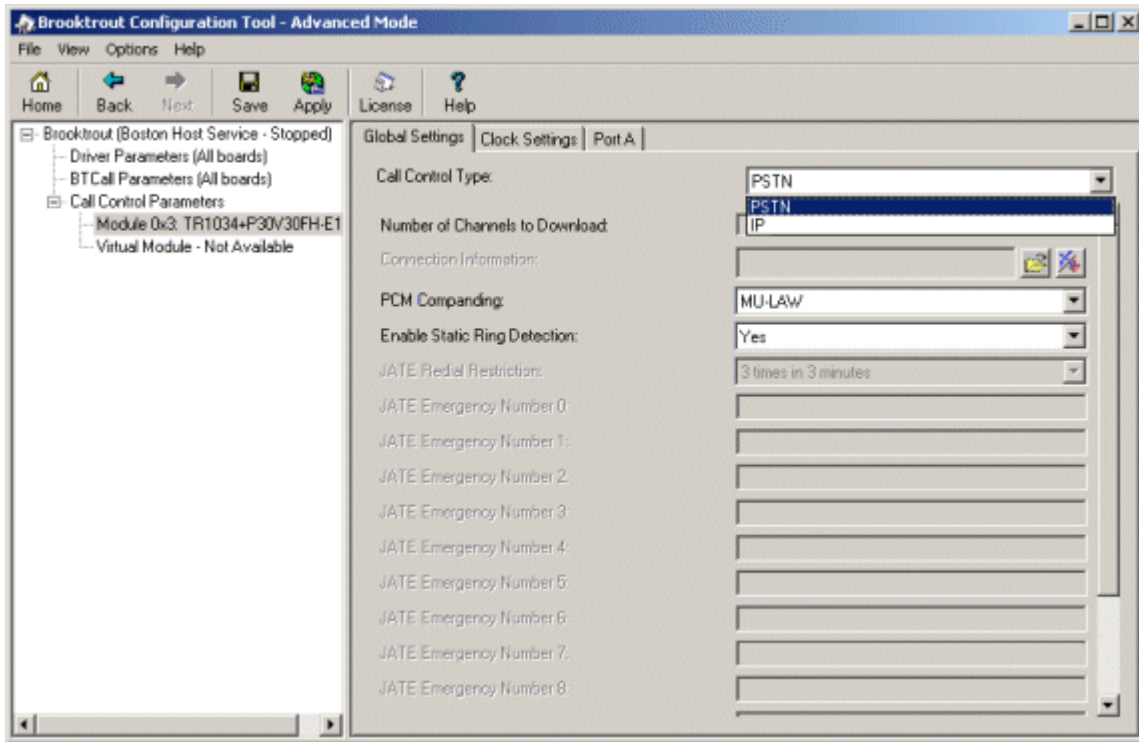 Brooktrout Configuration Tool - Advanced Mode
File View Options Help
Home Back Next Save Apply License Help
Brooktrout (Boston Host Service - Stopped)
Driver Parameters (All boards)
BTCall Parameters (All boards)
Call Control Parameters
Module 0x3: TR1034+P30V30FH-E1
Virtual Module - Not Available
Global Settings Clock Settings Port A
Call Control Type: PSTN
PSTN
Number of Channels to Download: IP
Connection Information:
PCM Companding: MU-LAW
Enable Static Ring Detection: Yes
JATE Redial Restriction: 3 times in 3 minutes
JATE Emergency Number 0:
JATE Emergency Number 1:
JATE Emergency Number 2:
JATE Emergency Number 3:
JATE Emergency Number 4:
JATE Emergency Number 5:
JATE Emergency Number 6:
JATE Emergency Number 7:
JATE Emergency Number 8: